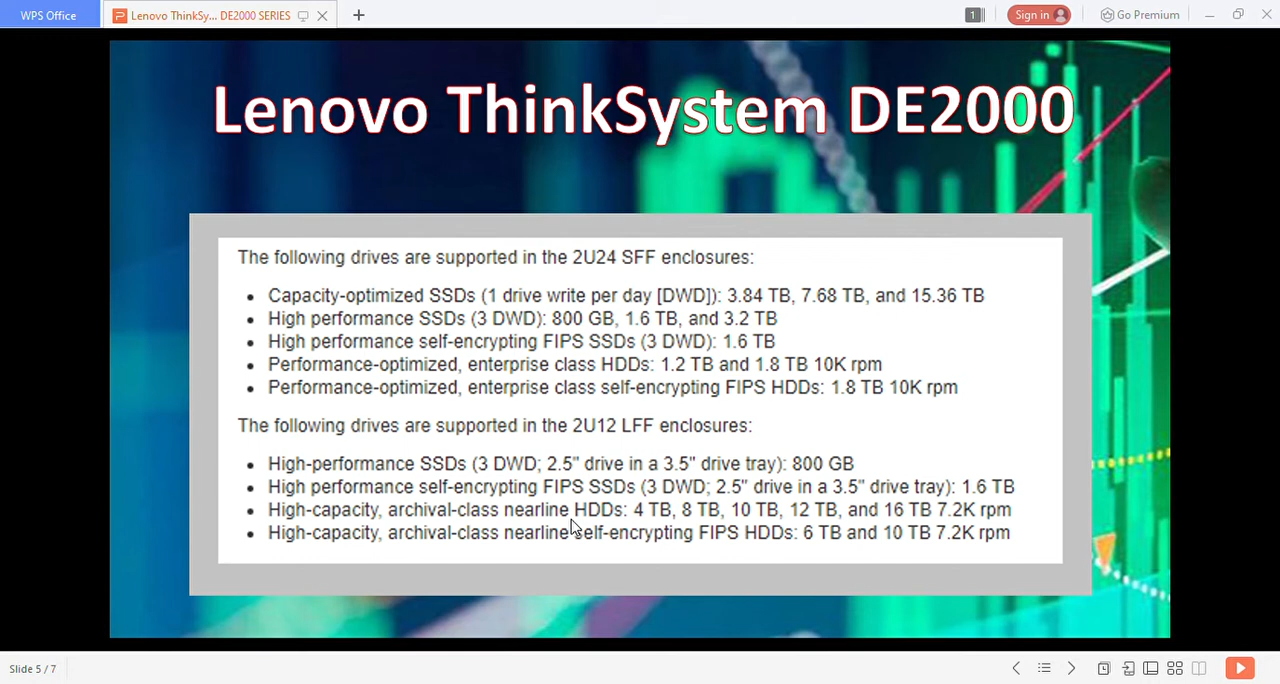 WPS Office
Lenovo ThinkSy... DE2000 SERIES
1
Sign in
Go Premium
Lenovo ThinkSystem DE2000
The following drives are supported in the 2U24 SFF enclosures:
• Capacity-optimized SSDs (1 drive write per day [DWD]): 3.84 TB, 7.68 TB, and 15.36 TB
• High performance SSDs (3 DWD): 800 GB, 1.6 TB, and 3.2 TB
• High performance self-encrypting FIPS SSDs (3 DWD): 1.6 TB
• Performance-optimized, enterprise class HDDs: 1.2 TB and 1.8 TB 10K rpm
• Performance-optimized, enterprise class self-encrypting FIPS HDDs: 1.8 TB 10K rpm
The following drives are supported in the 2U12 LFF enclosures:
• High-performance SSDs (3 DWD; 2.5" drive in a 3.5" drive tray): 800 GB
• High performance self-encrypting FIPS SSDs (3 DWD; 2.5" drive in a 3.5" drive tray): 1.6 TB
• High-capacity, archival-class nearline HDDs: 4 TB, 8 TB, 10 TB, 12 TB, and 16 TB 7.2K rpm
• High-capacity, archival-class nearline self-encrypting FIPS HDDs: 6 TB and 10 TB 7.2K rpm
Slide 5 / 7